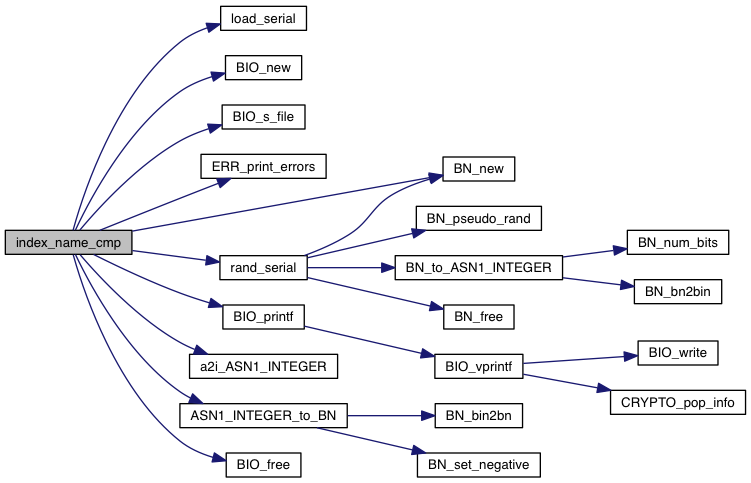 load_serial
BIO_new
BIO_s_file
ERR_print_errors
BN_new
BN_pseudo_rand
index_name_cmp
BN_num_bits
rand_serial
BN_to_ASN1_INTEGER
BN_bn2bin
BIO_printf
BN_free
BIO_write
a2i_ASN1_INTEGER
BIO_vprintf
CRYPTO_pop_info
ASN1_INTEGER_to_BN
BN_bin2bn
BIO_free
BN_set_negative